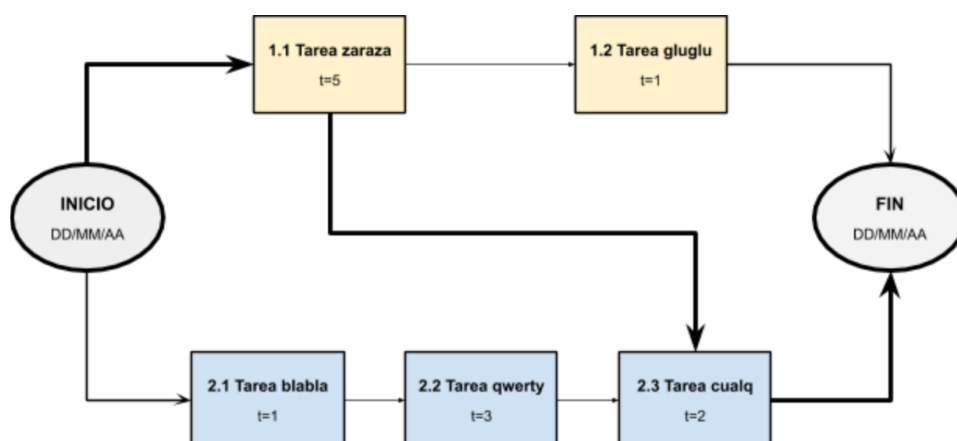 1.1 Tarea zaraza
t=5
1.2 Tarea gluglu
t=1
INICIO
DD/MM/AA
FIN
DD/MM/AA
2.1 Tarea blabla
t=1
2.2 Tarea qwerty
t=3
2.3 Tarea cualq
t=2